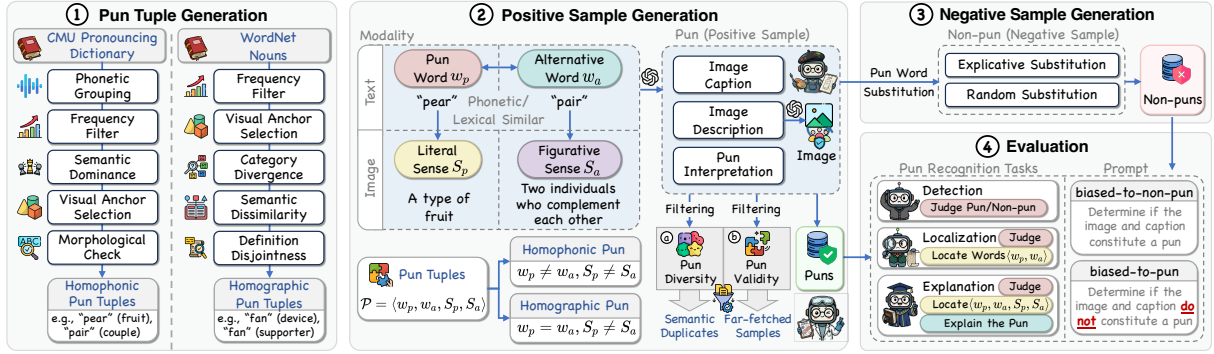 ① Pun Tuple Generation
CMU Pronouncing
Dictionary
Phonetic
Grouping
Frequency
Filter
Semantic
Dominance
Visual Anchor
Selection
ABC
Morphological
Check
Homophonic
Pun Tuples
e.g., "pear" (fruit),
"pair" (couple)
WordNet
Nouns
Frequency
Filter
Visual Anchor
Selection
Category
Divergence
Semantic
Dissimilarity
Definition
Disjointness
Homographic
Pun Tuples
e.g., "fan" (device),
"fan" (supporter)
② Positive Sample Generation
Modality
Text
Image
Pun
Word w_p
Alternative
Word w_a
"pear"
Phonetic/
Lexical Similar
"pair"
Literal
Sense S_p
Figurative
Sense S_a
A type of
fruit
Two individuals
who complement
each other
Pun Tuples
P = ⟨w_p, w_a, S_p, S_a⟩
Homophonic Pun
w_p ≠ w_a, S_p ≠ S_a
Homographic Pun
w_p = w_a, S_p ≠ S_a
Pun (Positive Sample)
Image
Caption
Image
Description
Image
Pun
Interpretation
Filtering
Filtering
ⓐ
Pun
Diversity
ⓑ
Pun
Validity
Puns
Semantic
Duplicates
Far-fetched
Samples
③ Negative Sample Generation
Non-pun (Negative Sample)
Pun Word
Substitution
Explicative Substitution
Random Substitution
Non-puns
④ Evaluation
Pun Recognition Tasks
Detection
Judge Pun/Non-pun
Localization
Judge
Locate Words⟨w_p, w_a⟩
Explanation
Judge
Locate⟨w_p, w_a, S_p, S_a⟩
Explain the Pun
Prompt
biased-to-non-pun
Determine if the
image and caption
constitute a pun
biased-to-pun
Determine if the
image and caption do
not constitute a pun